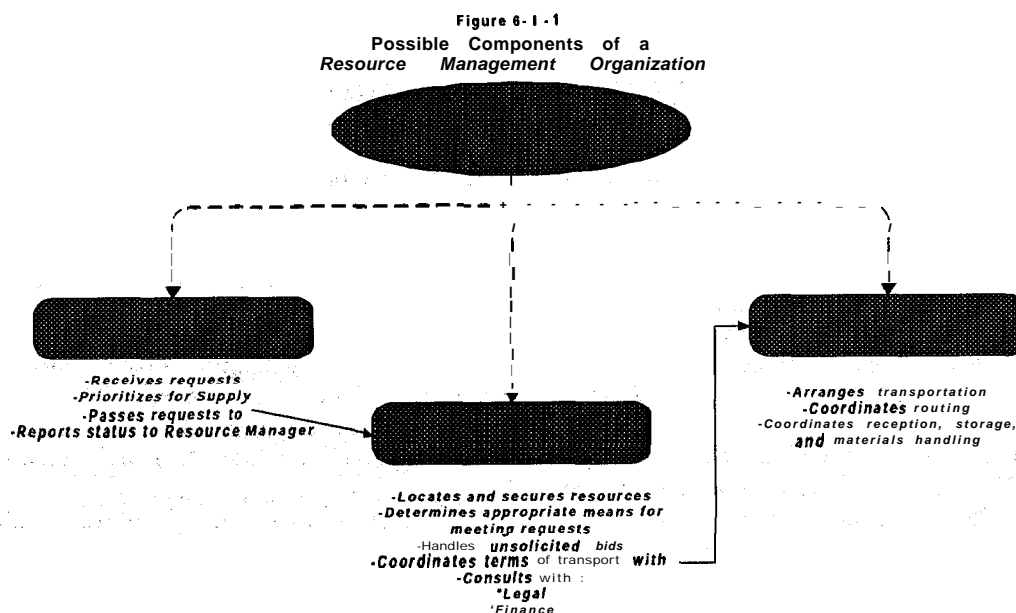 Figure 6-I-1
Possible Components of a
Resource Management Organization
-Receives requests
-Prioritizes for Supply
-Passes requests to
-Reports status to Resource Manager
-Locates and secures resources
-Determines appropriate means for
meeting requests
-Handles unsolicited bids
-Coordinates terms of transport with
-Consults with :
*Legal
'Finance
-Arranges transportation
-Coordinates routing
-Coordinates reception, storage,
and materials handling